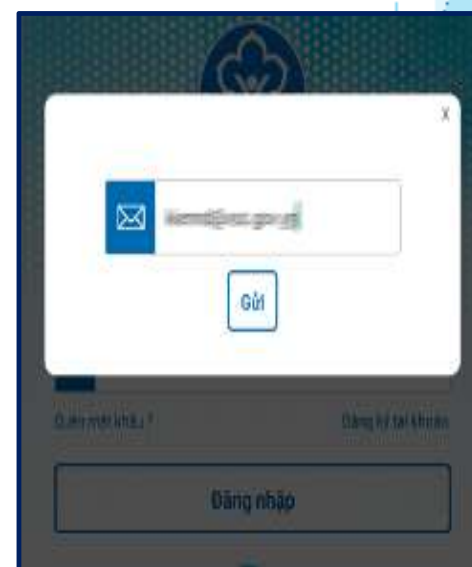 X
Gửi
Quên mật khẩu ?
Đăng ký tài khoản
Đăng nhập